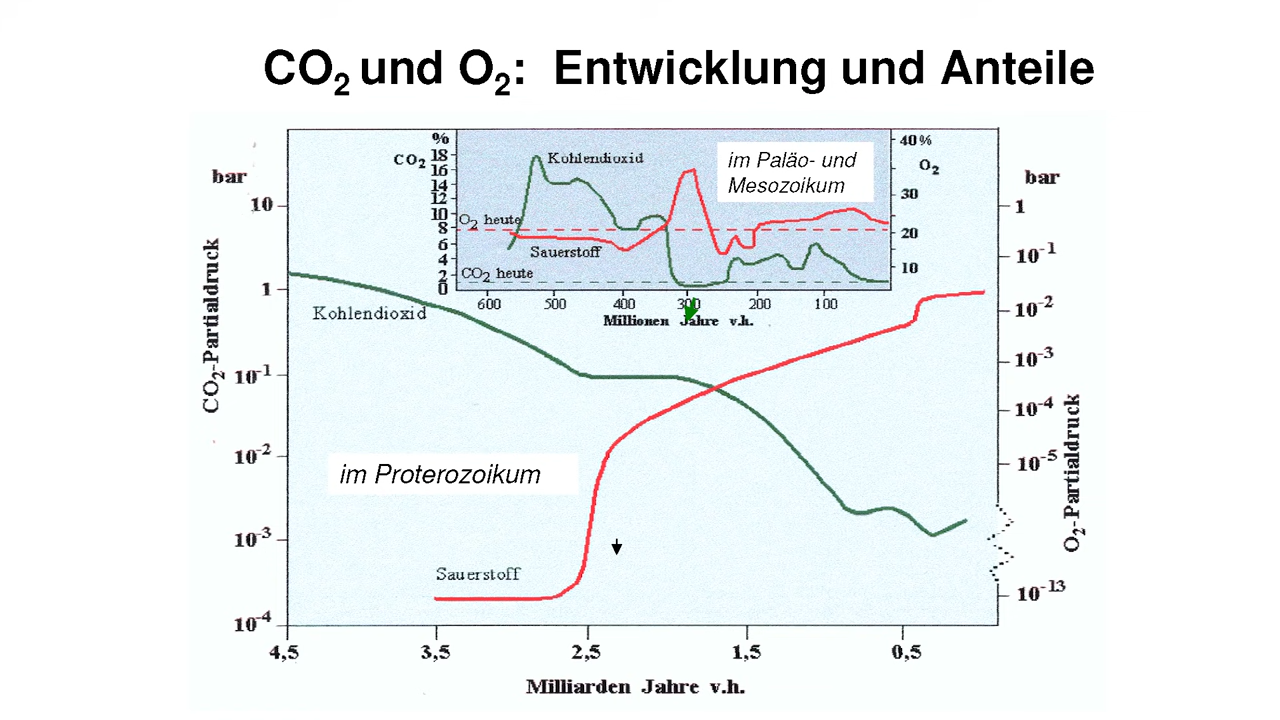 CO₂ und O₂: Entwicklung und Anteile
%
CO₂
18
16
14
12
10
8
6
4
2
0
Kohlendioxid
im Paläo- und
Mesozoikum
40%
O₂
30
20
10
O₂ heute
Sauerstoff
CO₂ heute
600
500
400
300
200
100
Millionen Jahre v.h.
bar
10
1
10⁻¹
10⁻²
10⁻³
10⁻⁴
CO₂-Partialdruck
Kohlendioxid
im Proterozoikum
Sauerstoff
bar
1
10⁻¹
10⁻²
10⁻³
10⁻⁴
10⁻⁵
10⁻¹³
O₂-Partialdruck
4,5
3,5
2,5
1,5
0,5
Milliarden Jahre v.h.